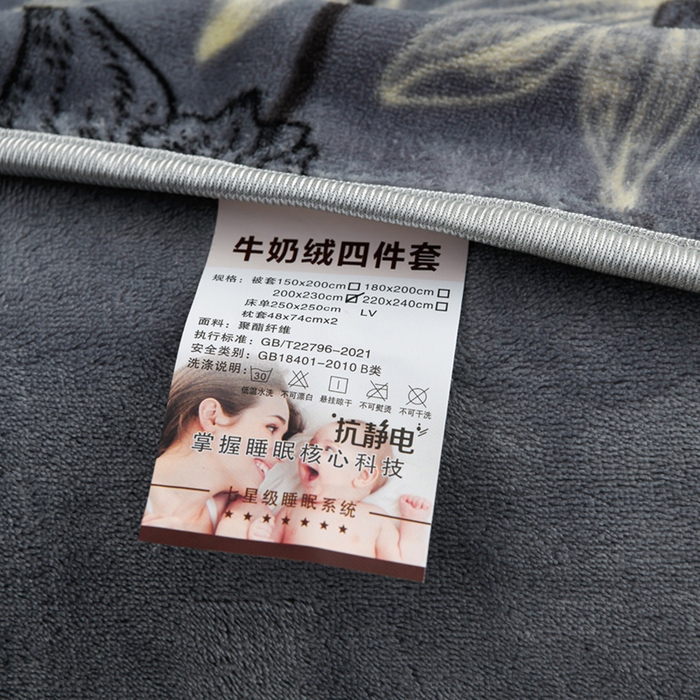 牛奶绒四件套
规格: 被套150x200cm□ 180x200cm□
200x230cm☑ 220x240cm□
床单250x250cm LV
枕套48x74cmx2
面料: 聚酯纤维
执行标准: GB/T22796-2021
安全类别: GB18401-2010 B类
洗涤说明:
30
低温水洗 不可漂白 悬挂晾干 不可熨烫 不可干洗
抗静电
掌握睡眠核心科技
七星级睡眠系统
★★★★★★★